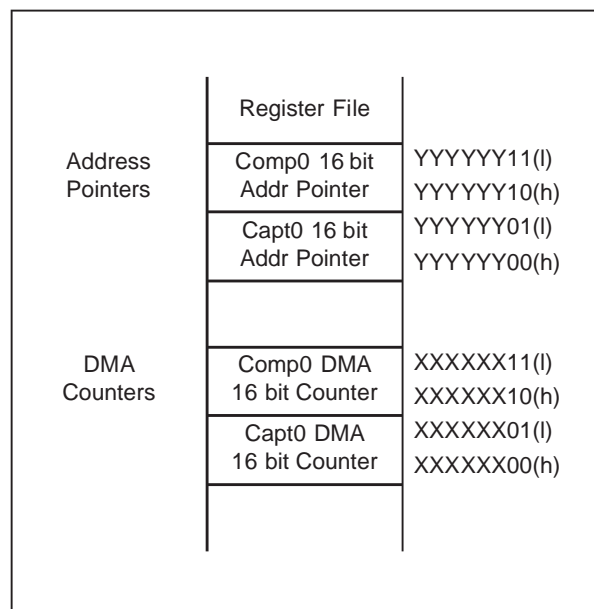 Register File
Address
Pointers
Comp0 16 bit
Addr Pointer
YYYYYY11(l)
YYYYYY10(h)
Capt0 16 bit
Addr Pointer
YYYYYY01(l)
YYYYYY00(h)
DMA
Counters
Comp0 DMA
16 bit Counter
XXXXXX11(l)
XXXXXX10(h)
Capt0 DMA
16 bit Counter
XXXXXX01(l)
XXXXXX00(h)